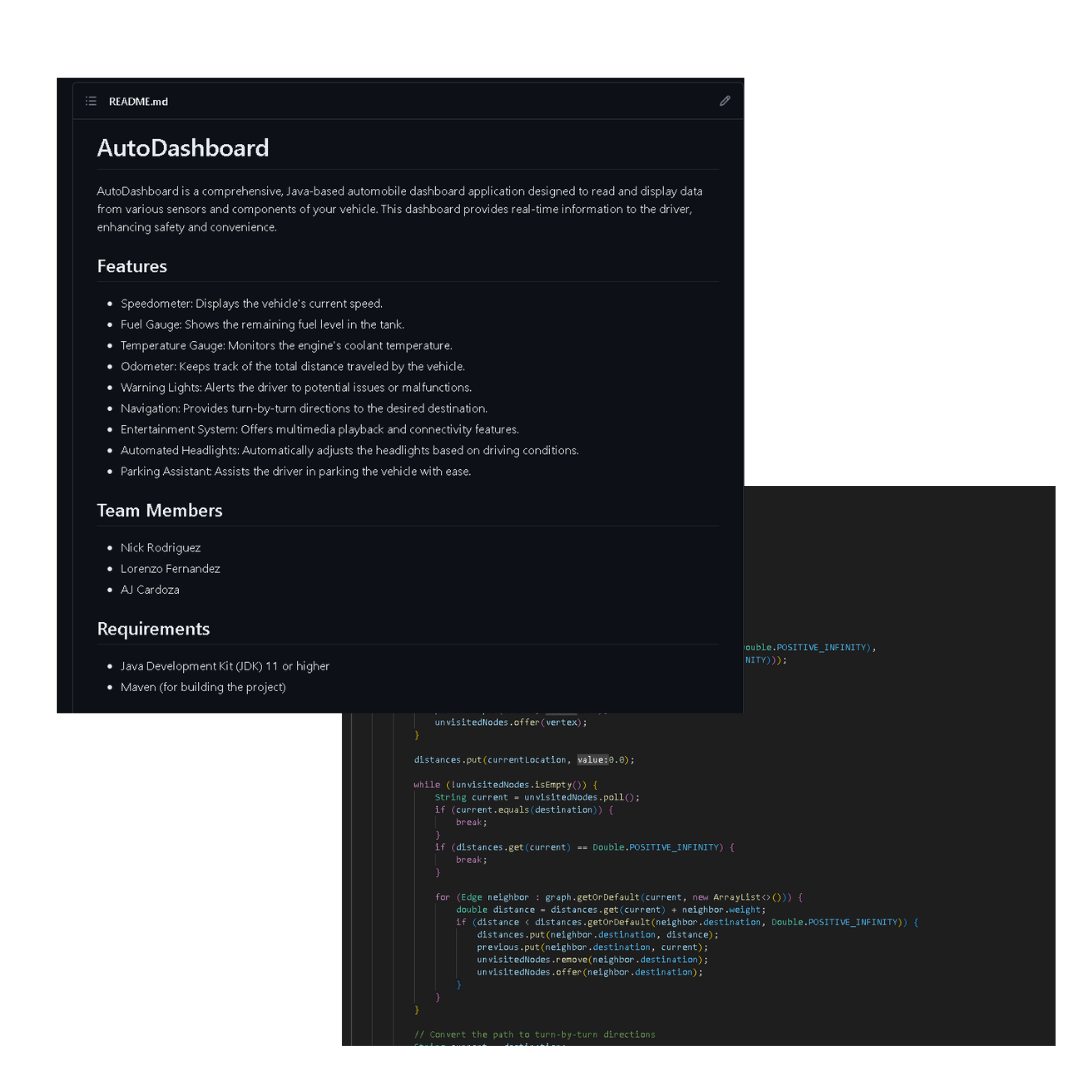 README.md
AutoDashboard
AutoDashboard is a comprehensive, Java-based automobile dashboard application designed to read and display data
from various sensors and components of your vehicle. This dashboard provides real-time information to the driver,
enhancing safety and convenience.
Features
• Speedometer: Displays the vehicle's current speed.
• Fuel Gauge: Shows the remaining fuel level in the tank.
• Temperature Gauge: Monitors the engine's coolant temperature.
• Odometer: Keeps track of the total distance traveled by the vehicle.
• Warning Lights: Alerts the driver to potential issues or malfunctions.
• Navigation: Provides turn-by-turn directions to the desired destination.
• Entertainment System: Offers multimedia playback and connectivity features.
• Automated Headlights: Automatically adjusts the headlights based on driving conditions.
• Parking Assistant: Assists the driver in parking the vehicle with ease.
Team Members
• Nick Rodriguez
• Lorenzo Fernandez
• AJ Cardoza
Requirements
• Java Development Kit (JDK) 11 or higher
• Maven (for building the project)
ouble.POSITIVE_INFINITY),
NITY)));
unvisitedNodes.offer(vertex);
}
distances.put(currentLocation, value:0.0);
while (!unvisitedNodes.isEmpty()) {
String current = unvisitedNodes.poll();
if (current.equals(destination)) {
break;
}
if (distances.get(current) == Double.POSITIVE_INFINITY) {
break;
}
for (Edge neighbor : graph.getOrDefault(current, new ArrayList<>())) {
double distance = distances.get(current) + neighbor.weight;
if (distance < distances.getOrDefault(neighbor.destination, Double.POSITIVE_INFINITY)) {
distances.put(neighbor.destination, distance);
previous.put(neighbor.destination, current);
unvisitedNodes.remove(neighbor.destination);
unvisitedNodes.offer(neighbor.destination);
}
}
}
// Convert the path to turn-by-turn directions